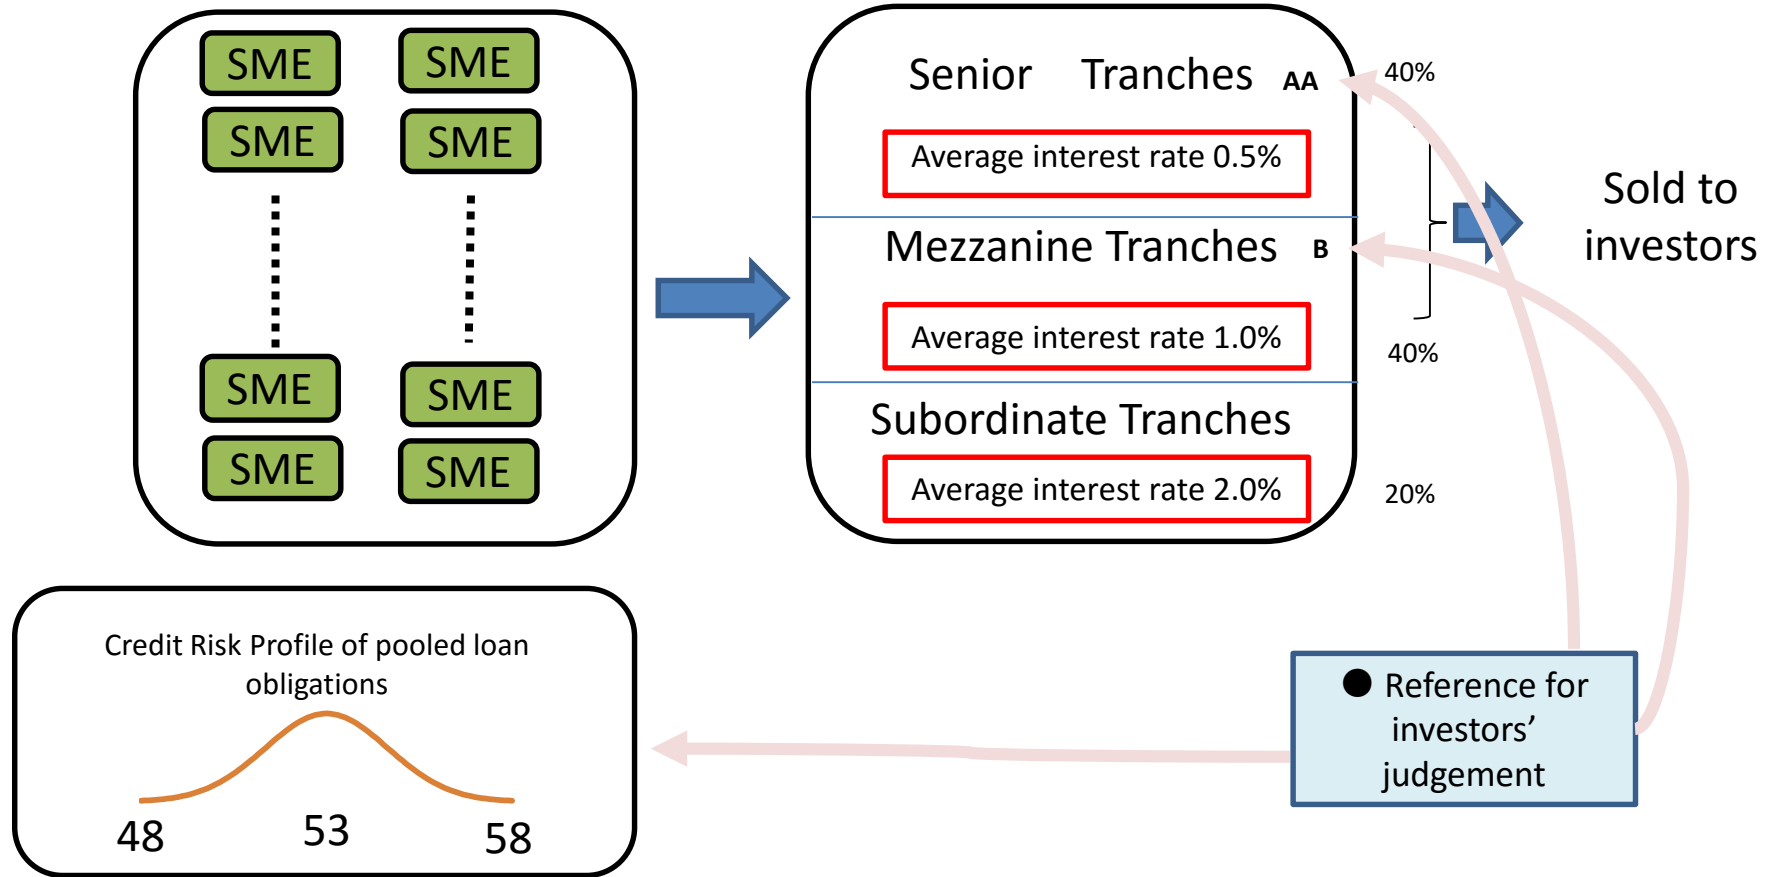 SME
SME
SME
SME
SME
SME
SME
SME
Senior Tranches AA
40%
Average interest rate 0.5%
Mezzanine Tranches B
Average interest rate 1.0%
40%
Subordinate Tranches
Average interest rate 2.0%
20%
Sold to
investors
Credit Risk Profile of pooled loan
obligations
48 53 58
● Reference for
investors’
judgement